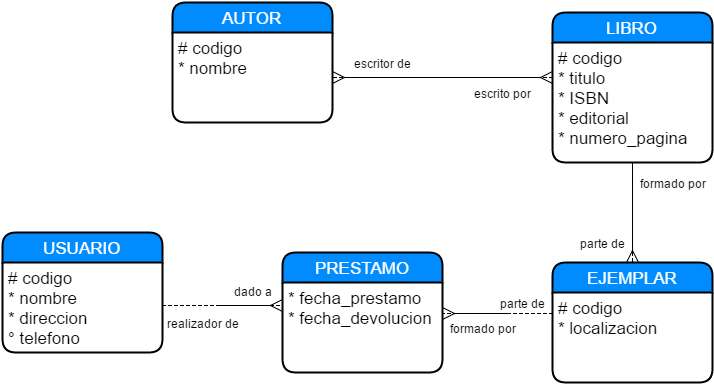 AUTOR
# codigo
* nombre
escritor de
escrito por
LIBRO
# codigo
* titulo
* ISBN
* editorial
* numero_pagina
formado por
parte de
USUARIO
# codigo
* nombre
* direccion
° telefono
dado a
realizador de
PRESTAMO
* fecha_prestamo
* fecha_devolucion
parte de
formado por
EJEMPLAR
# codigo
* localizacion